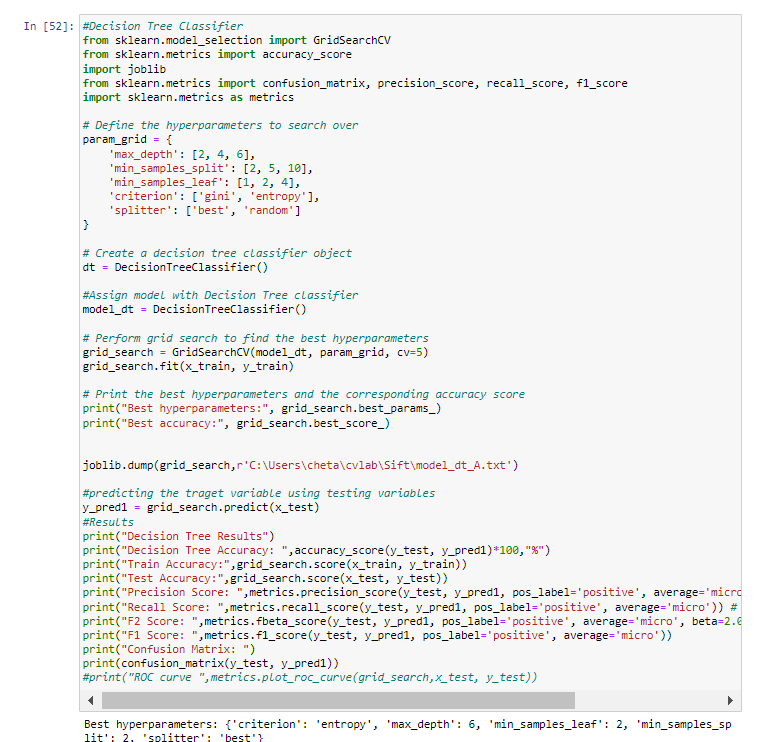 In [52]:
#Decision Tree Classifier
from sklearn.model_selection import GridSearchCV
from sklearn.metrics import accuracy_score
import joblib
from sklearn.metrics import confusion_matrix, precision_score, recall_score, f1_score
import sklearn.metrics as metrics

# Define the hyperparameters to search over
param_grid = {
    'max_depth': [2, 4, 6],
    'min_samples_split': [2, 5, 10],
    'min_samples_leaf': [1, 2, 4],
    'criterion': ['gini', 'entropy'],
    'splitter': ['best', 'random']
}

# Create a decision tree classifier object
dt = DecisionTreeClassifier()

#Assign model with Decision Tree classifier
model_dt = DecisionTreeClassifier()

# Perform grid search to find the best hyperparameters
grid_search = GridSearchCV(model_dt, param_grid, cv=5)
grid_search.fit(x_train, y_train)

# Print the best hyperparameters and the corresponding accuracy score
print("Best hyperparameters:", grid_search.best_params_)
print("Best accuracy:", grid_search.best_score_)

joblib.dump(grid_search,r'C:\Users\cheta\cvlab\Sift\model_dt_A.txt')

#predicting the traget variable using testing variables
y_pred1 = grid_search.predict(x_test)
#Results
print("Decision Tree Results")
print("Decision Tree Accuracy: ",accuracy_score(y_test, y_pred1)*100,"%")
print("Train Accuracy:",grid_search.score(x_train, y_train))
print("Test Accuracy:",grid_search.score(x_test, y_test))
print("Precision Score: ",metrics.precision_score(y_test, y_pred1, pos_label='positive', average='micro
print("Recall Score: ",metrics.recall_score(y_test, y_pred1, pos_label='positive', average='micro')) #
print("F2 Score: ",metrics.fbeta_score(y_test, y_pred1, pos_label='positive', average='micro', beta=2.0
print("F1 Score: ",metrics.f1_score(y_test, y_pred1, pos_label='positive', average='micro'))
print("Confusion Matrix: ")
print(confusion_matrix(y_test, y_pred1))
#print("ROC curve ",metrics.plot_roc_curve(grid_search,x_test, y_test))
Best hyperparameters: {'criterion': 'entropy', 'max_depth': 6, 'min_samples_leaf': 2, 'min_samples_sp
lit': 2, 'splitter': 'best'}